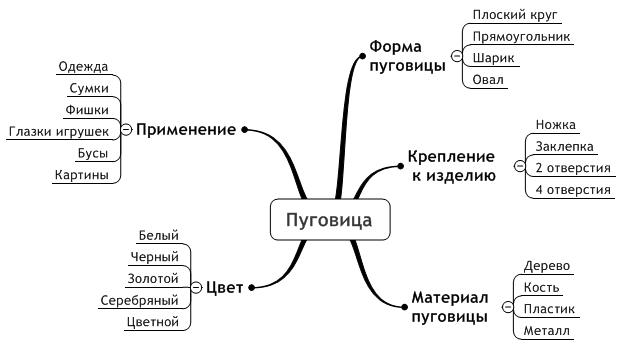 Пуговица
Форма
пуговицы
Плоский круг
Прямоугольник
Шарик
Овал
Крепление
к изделию
Ножка
Заклепка
2 отверстия
4 отверстия
Материал
пуговицы
Дерево
Кость
Пластик
Металл
Применение
Одежда
Сумки
Фишки
Глазки игрушек
Бусы
Картины
Цвет
Белый
Черный
Золотой
Серебряный
Цветной